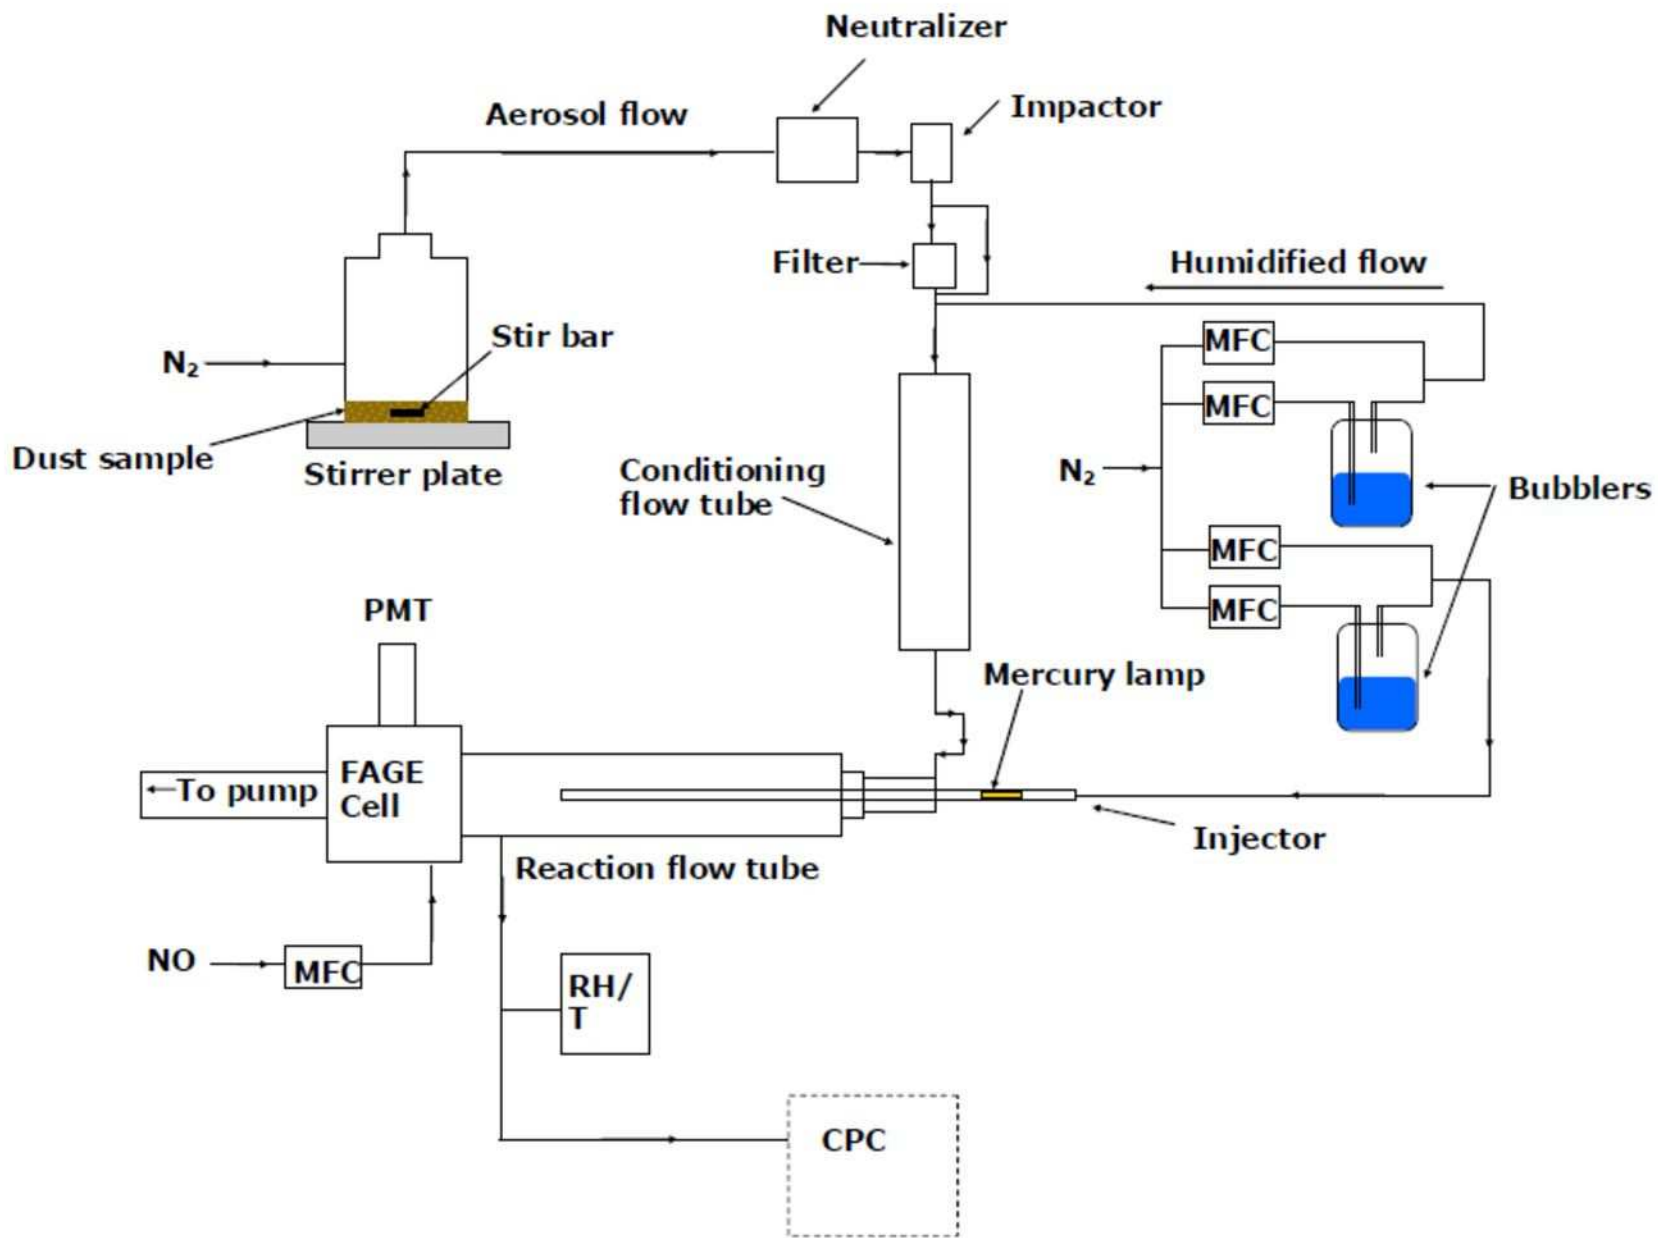 Neutralizer
Aerosol flow
Impactor
Filter
Humidified flow
N₂
Stir bar
MFC
MFC
Dust sample
Stirrer plate
Conditioning
flow tube
N₂
Bubblers
MFC
MFC
PMT
Mercury lamp
FAGE
Cell
To pump
Injector
Reaction flow tube
NO
MFC
RH/
T
CPC